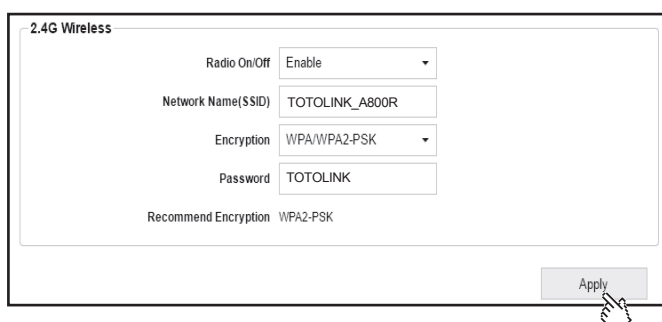 2.4G Wireless
Radio On/Off Enable
Network Name(SSID) TOTOLINK_A800R
Encryption WPA/WPA2-PSK
Password TOTOLINK
Recommend Encryption WPA2-PSK
Apply